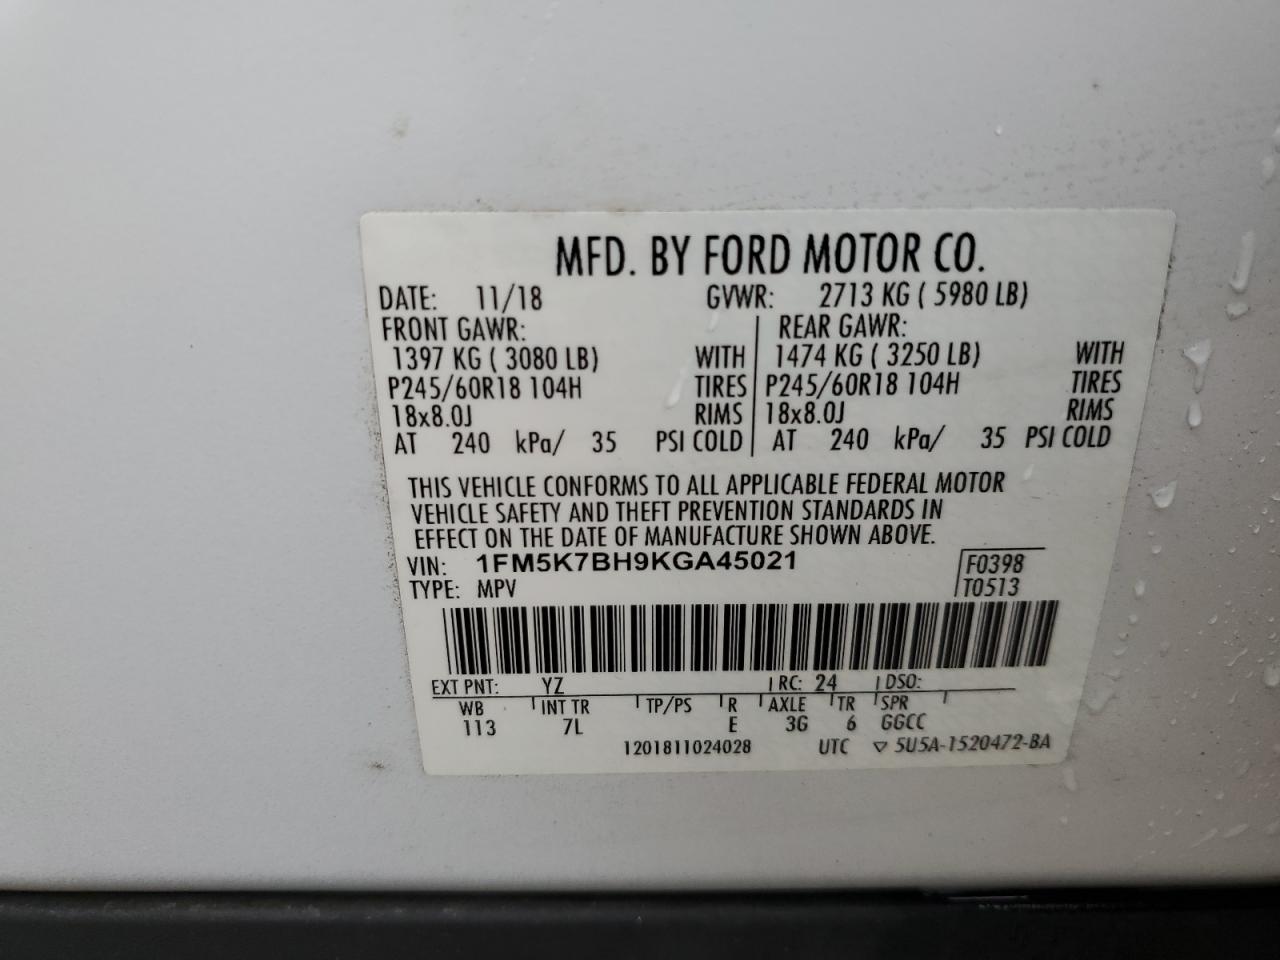 MFD. BY FORD MOTOR CO.
DATE: 11/18 GVWR: 2713 KG ( 5980 LB)
FRONT GAWR: REAR GAWR:
1397 KG ( 3080 LB) WITH 1474 KG ( 3250 LB) WITH
P245/60R18 104H TIRES P245/60R18 104H TIRES
18x8.0J RIMS 18x8.0J RIMS
AT 240 kPa/ 35 PSI COLD AT 240 kPa/ 35 PSI COLD
THIS VEHICLE CONFORMS TO ALL APPLICABLE FEDERAL MOTOR
VEHICLE SAFETY AND THEFT PREVENTION STANDARDS IN
EFFECT ON THE DATE OF MANUFACTURE SHOWN ABOVE.
VIN: 1FM5K7BH9KGA45021 F0398
TYPE: MPV T0513
EXT PNT: YZ RC: 24 DSO:
WB INT TR TP/PS R AXLE TR SPR
113 7L E 3G 6 GGCC
1201811024028 UTC ▽ 5U5A-1520472-BA